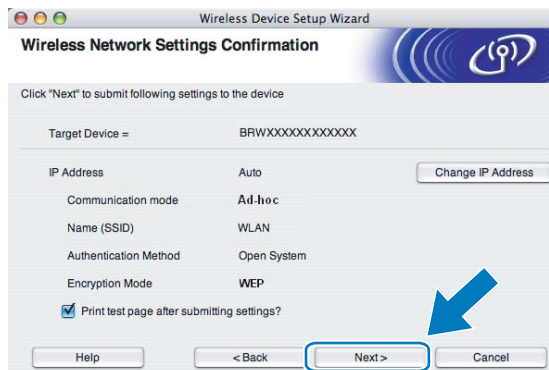 Wireless Device Setup Wizard
Wireless Network Settings Confirmation
Click "Next" to submit following settings to the device
Target Device = BRWXXXXXXXXXXXX
IP Address Auto Change IP Address
Communication mode Ad-hoc
Name (SSID) WLAN
Authentication Method Open System
Encryption Mode WEP
Print test page after submitting settings?
Help < Back Next > Cancel